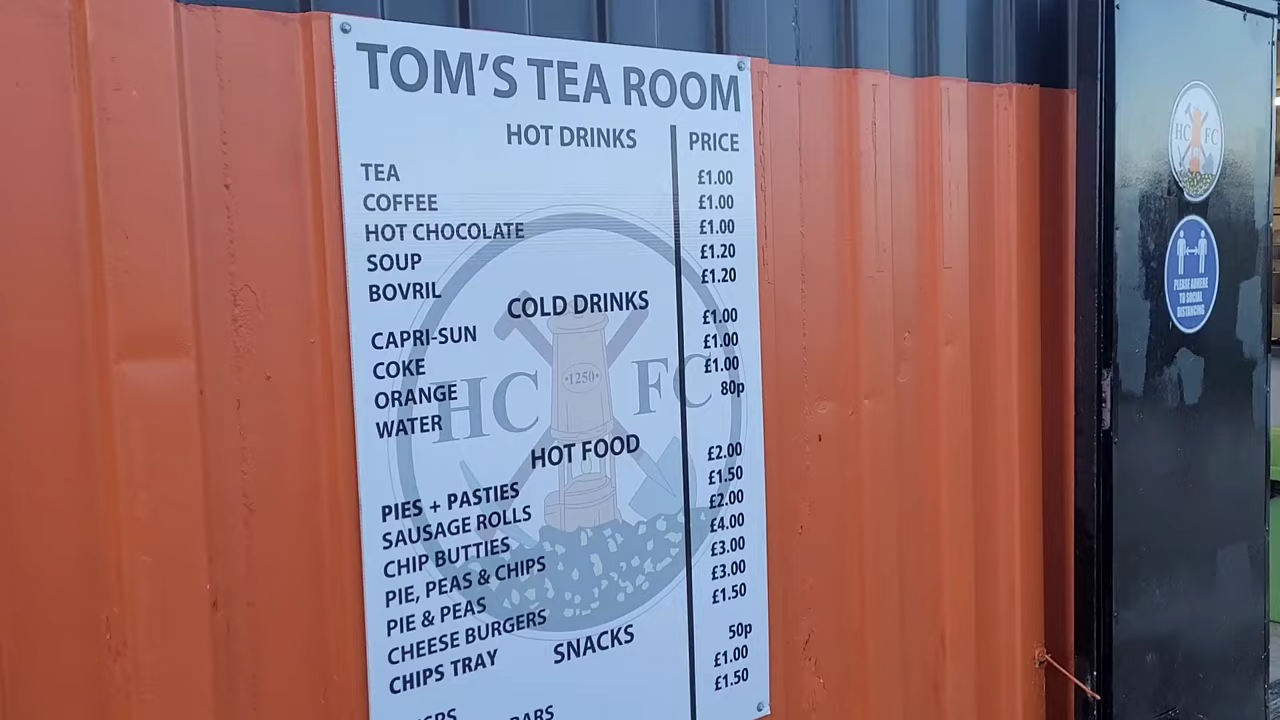 TOM'S TEA ROOM
HOT DRINKS PRICE
TEA £1.00
COFFEE £1.00
HOT CHOCOLATE £1.00
SOUP £1.20
BOVRIL £1.20
COLD DRINKS
CAPRI-SUN £1.00
COKE £1.00
ORANGE £1.00
WATER 80p
HOT FOOD
PIES + PASTIES £2.00
SAUSAGE ROLLS £1.50
CHIP BUTTIES £2.00
PIE, PEAS & CHIPS £4.00
PIE & PEAS £3.00
CHEESE BURGERS £3.00
CHIPS TRAY £1.50
SNACKS
50p
£1.00
£1.50
HC FC
·1250·
HC FC
PLEASE ADHERE
TO SOCIAL
DISTANCING